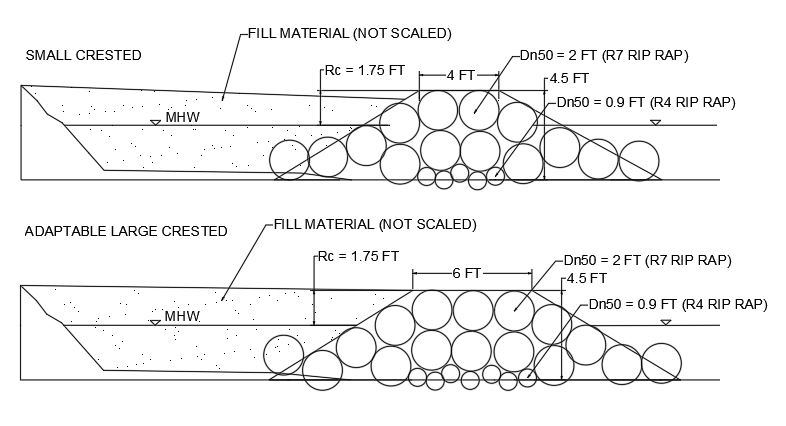 FILL MATERIAL (NOT SCALED)
SMALL CRESTED
Dn50 = 2 FT (R7 RIP RAP)
Rc = 1.75 FT
4 FT
4.5 FT
Dn50 = 0.9 FT (R4 RIP RAP)
MHW
FILL MATERIAL (NOT SCALED)
ADAPTABLE LARGE CRESTED
Rc = 1.75 FT
Dn50 = 2 FT (R7 RIP RAP)
6 FT
4.5 FT
Dn50 = 0.9 FT (R4 RIP RAP)
MHW